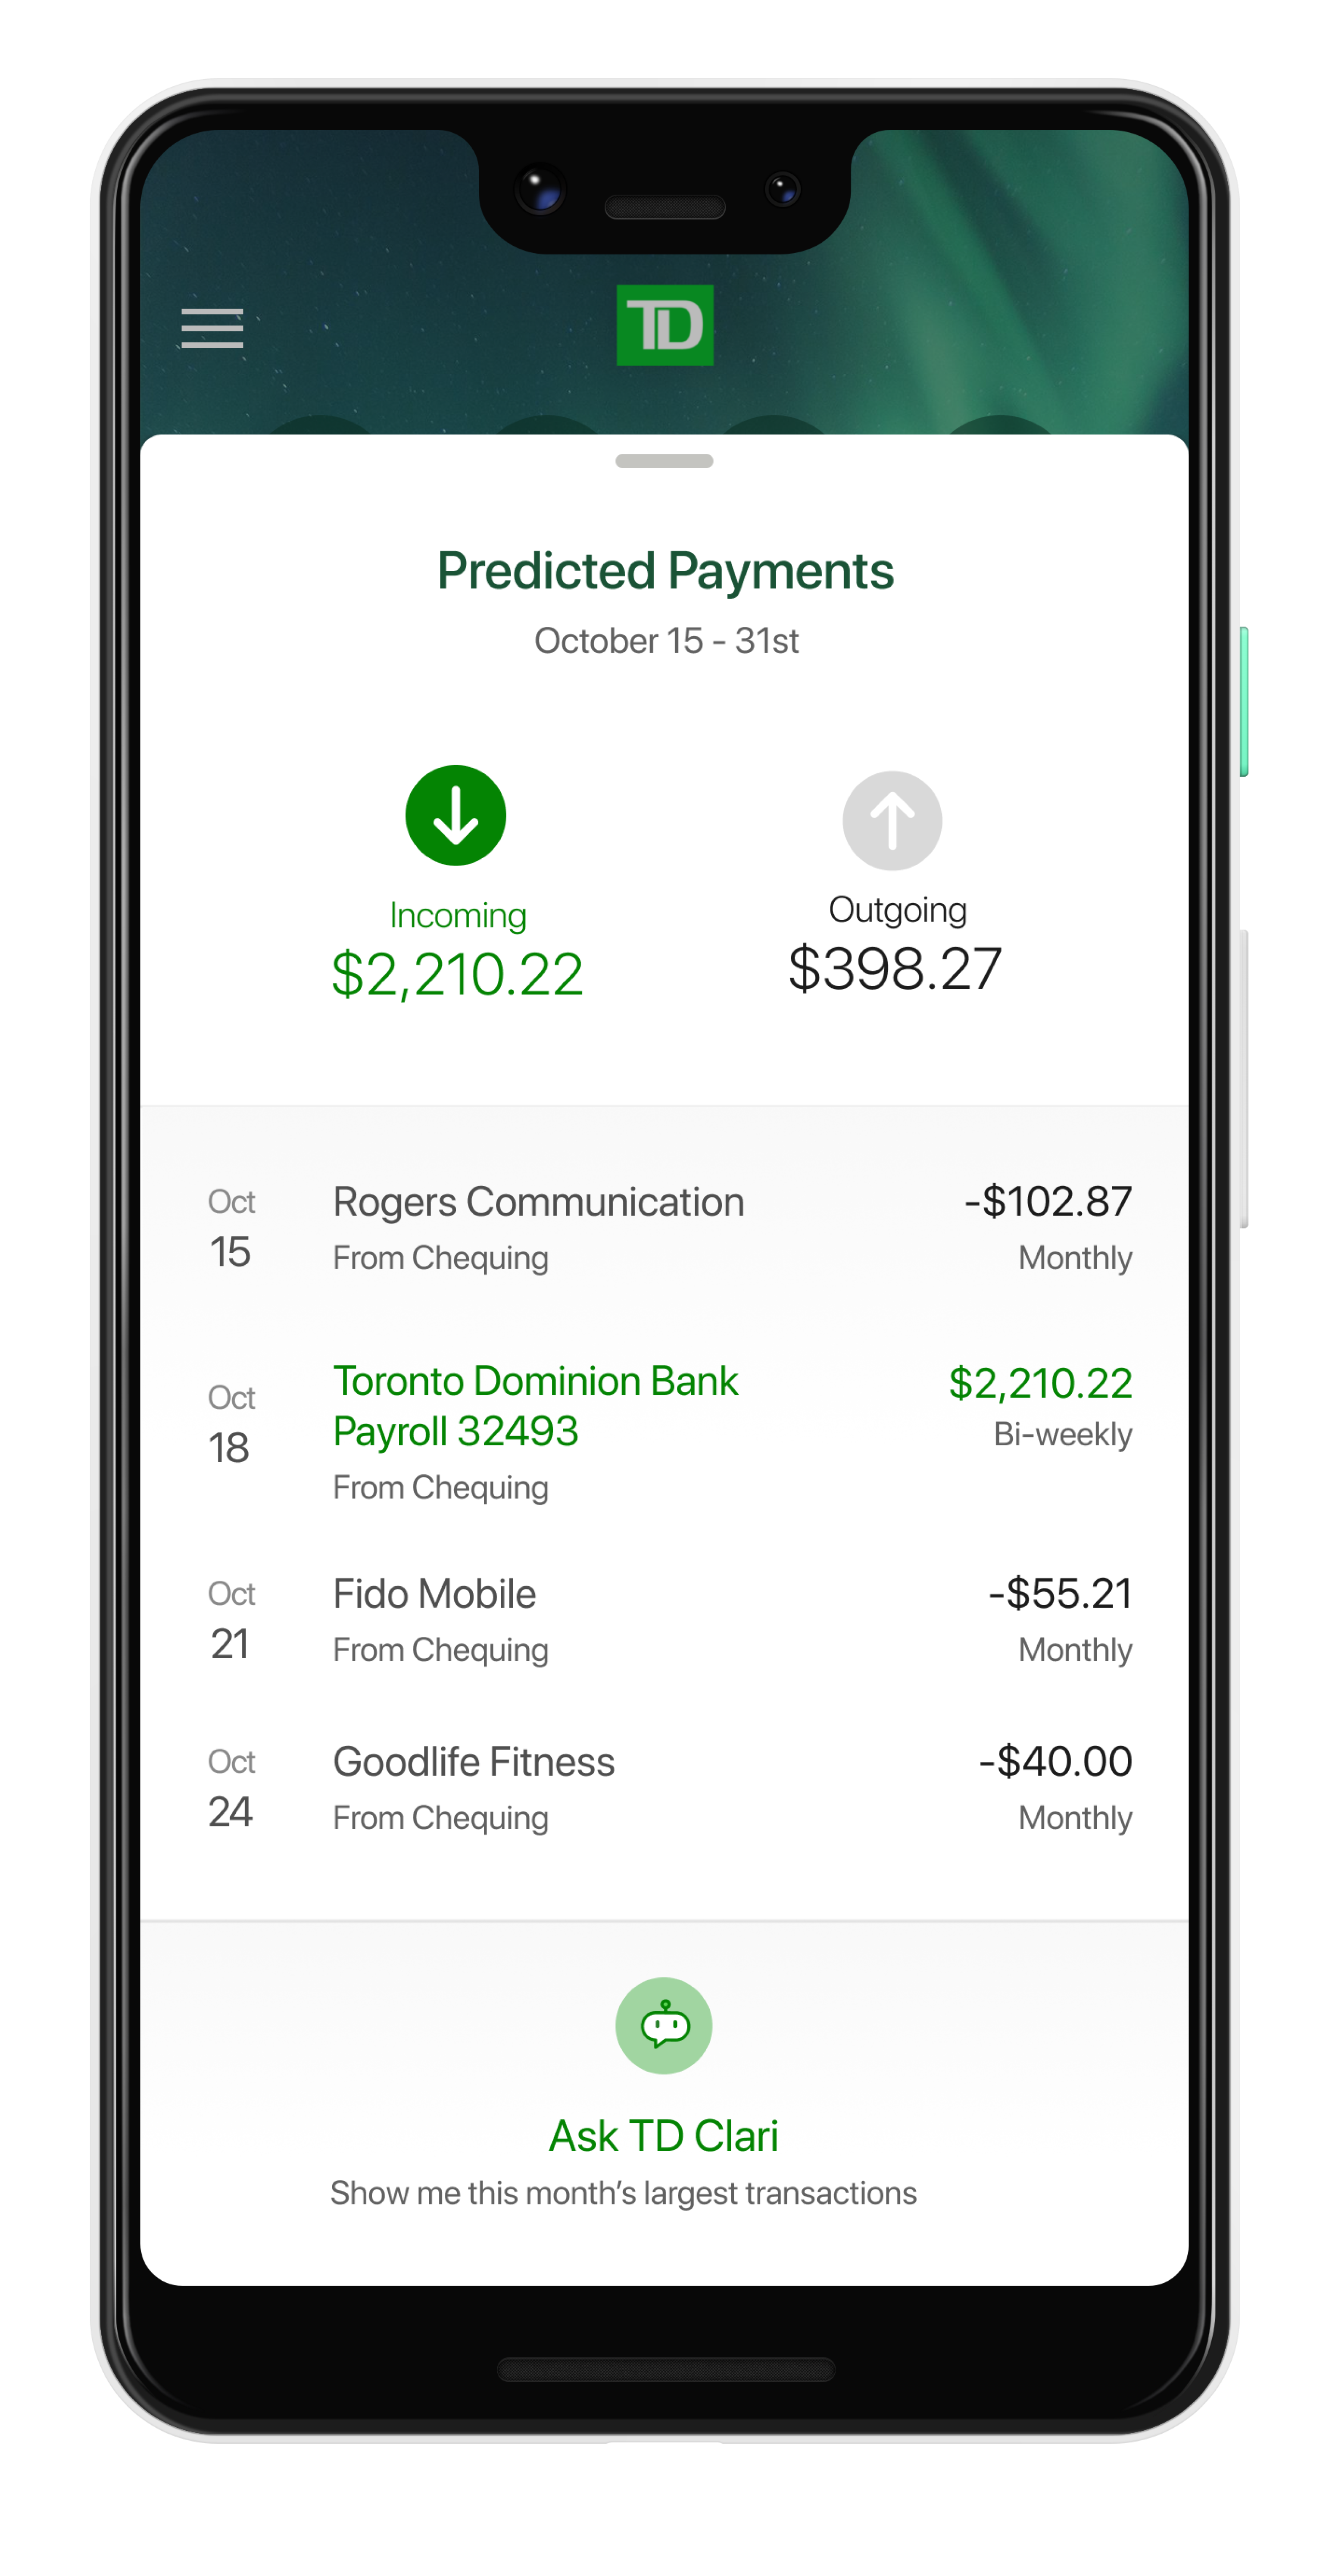 TD
Predicted Payments
October 15 - 31st
Incoming
$2,210.22
Outgoing
$398.27
Oct
15
Rogers Communication
From Chequing
-$102.87
Monthly
Oct
18
Toronto Dominion Bank
Payroll 32493
From Chequing
$2,210.22
Bi-weekly
Oct
21
Fido Mobile
From Chequing
-$55.21
Monthly
Oct
24
Goodlife Fitness
From Chequing
-$40.00
Monthly
Ask TD Clari
Show me this month’s largest transactions